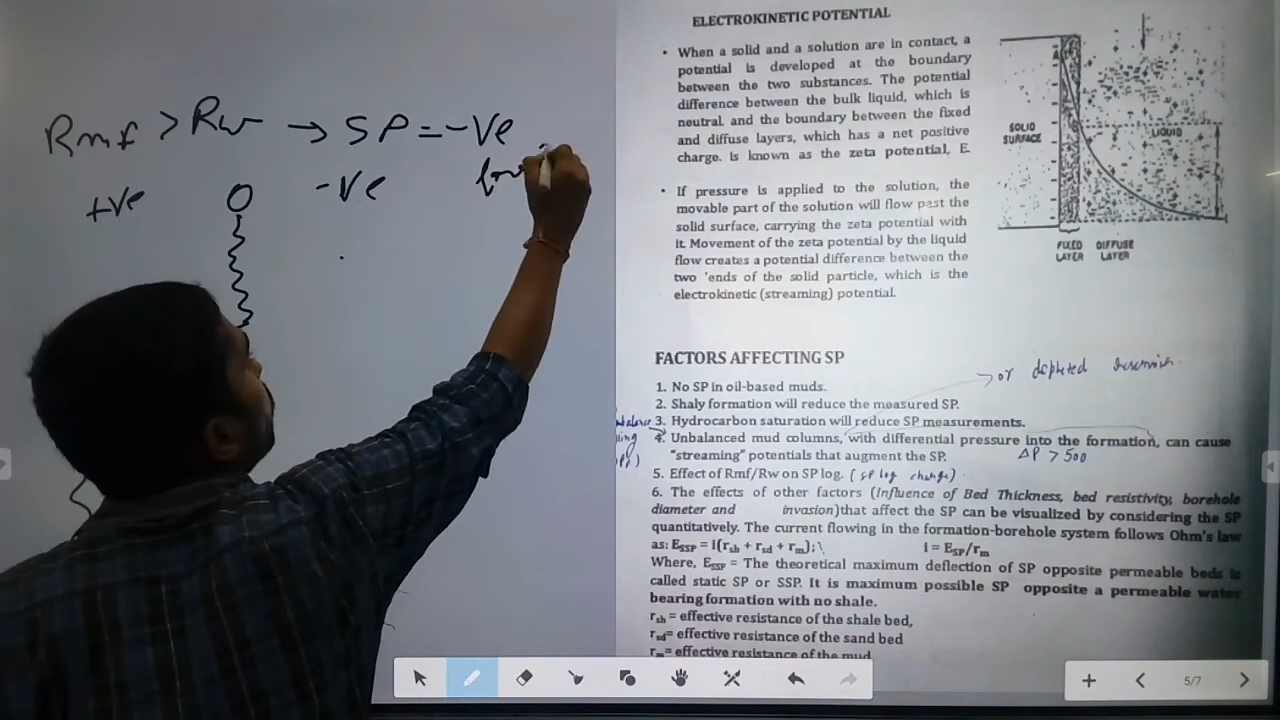 Rmf > Rw → SP = -Ve
+Ve
-Ve
ELECTROKINETIC POTENTIAL
• When a solid and a solution are in contact, a
potential is developed at the boundary
between the two substances. The potential
difference between the bulk liquid, which is
neutral and the boundary between the fixed
and diffuse layers, which has a net positive
charge. is known as the zeta potential, E.
• If pressure is applied to the solution, the
movable part of the solution will flow past the
solid surface, carrying the zeta potential with
it. Movement of the zeta potential by the liquid
flow creates a potential difference between the
two 'ends of the solid particle, which is the
electrokinetic (streaming) potential.
SOLID
SURFACE
LIQUID
FIXED
LAYER
DIFFUSE
LAYER
FACTORS AFFECTING SP
→ or depleted
1. No SP in oil-based muds.
2. Shaly formation will reduce the measured SP.
3. Hydrocarbon saturation will reduce SP measurements.
4. Unbalanced mud columns, with differential pressure into the formation, can cause
"streaming" potentials that augment the SP.
ΔP > 500
5. Effect of Rmf/Rw on SP log. (SP log change).
6. The effects of other factors (Influence of Bed Thickness, bed resistivity, borehole
diameter and invasion)that affect the SP can be visualized by considering the SP
quantitatively. The current flowing in the formation-borehole system follows Ohm's law
as: ESSP = i(rsh + rsd + rm); i = ESP/rm
Where, ESSP = The theoretical maximum deflection of SP opposite permeable beds is
called static SP or SSP. It is maximum possible SP opposite a permeable water
bearing formation with no shale.
rsh = effective resistance of the shale bed,
rsd= effective resistance of the sand bed
rm= effective resistance of the mud
5/7